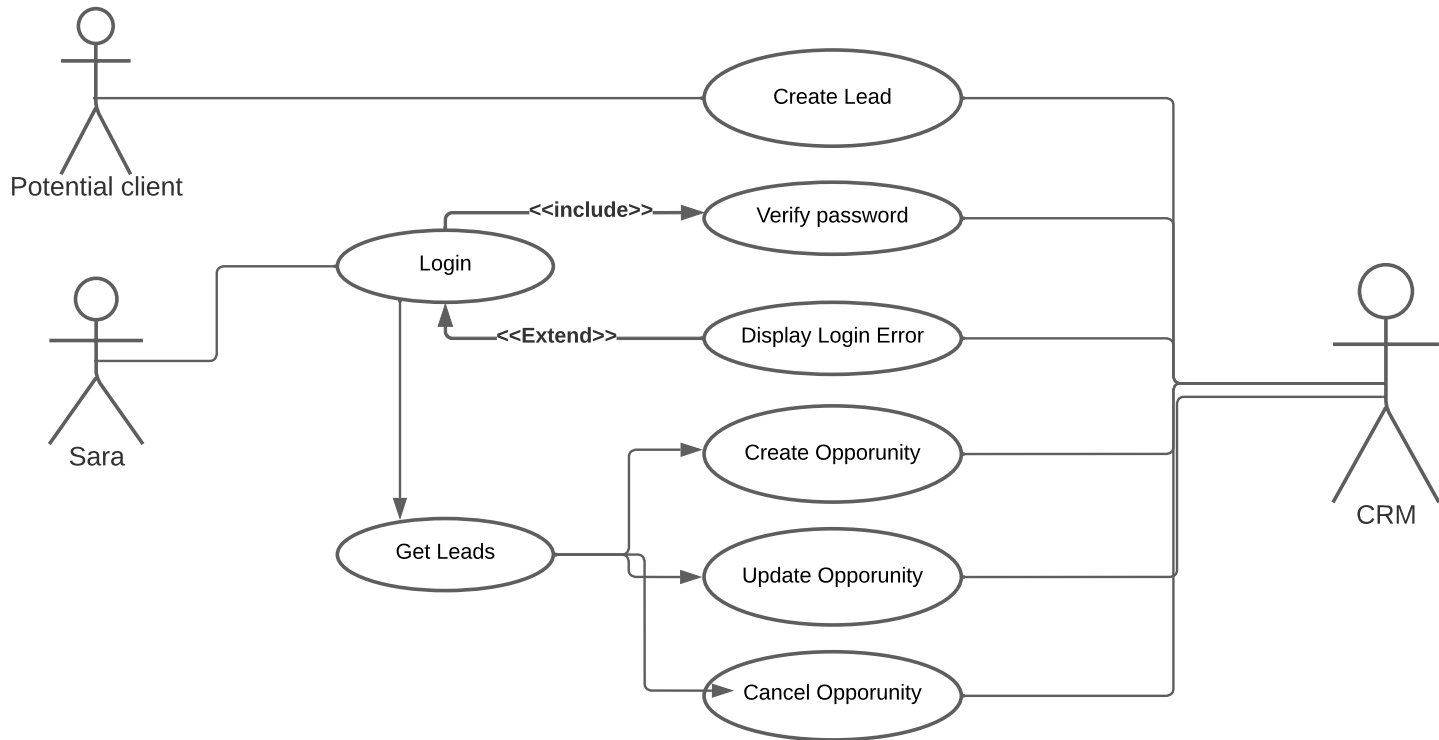 Create Lead
Potential client
<<include>>
Verify password
Login
<<Extend>>
Display Login Error
Sara
Create Opporunity
CRM
Get Leads
Update Opporunity
Cancel Opporunity